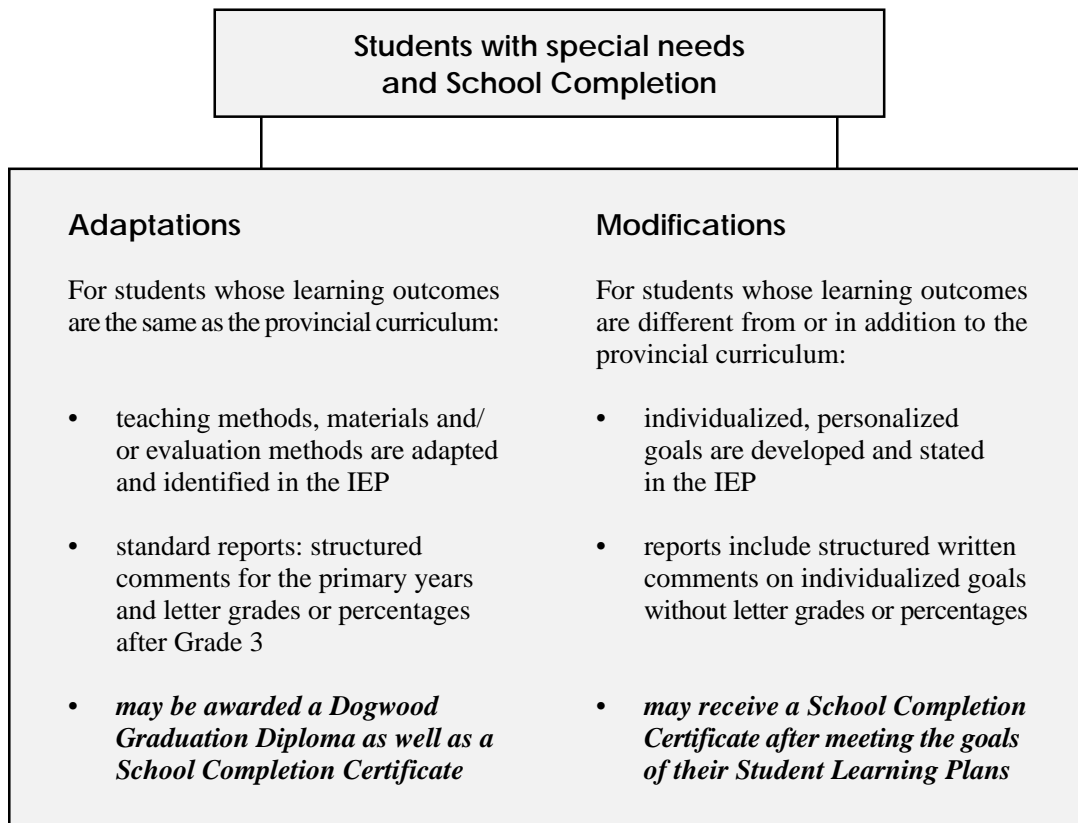 Students with special needs
and School Completion
Adaptations
For students whose learning outcomes
are the same as the provincial curriculum:
• teaching methods, materials and/
or evaluation methods are adapted
and identified in the IEP
• standard reports: structured
comments for the primary years
and letter grades or percentages
after Grade 3
• may be awarded a Dogwood
Graduation Diploma as well as a
School Completion Certificate
Modifications
For students whose learning outcomes
are different from or in addition to the
provincial curriculum:
• individualized, personalized
goals are developed and stated
in the IEP
• reports include structured written
comments on individualized goals
without letter grades or percentages
• may receive a School Completion
Certificate after meeting the goals
of their Student Learning Plans